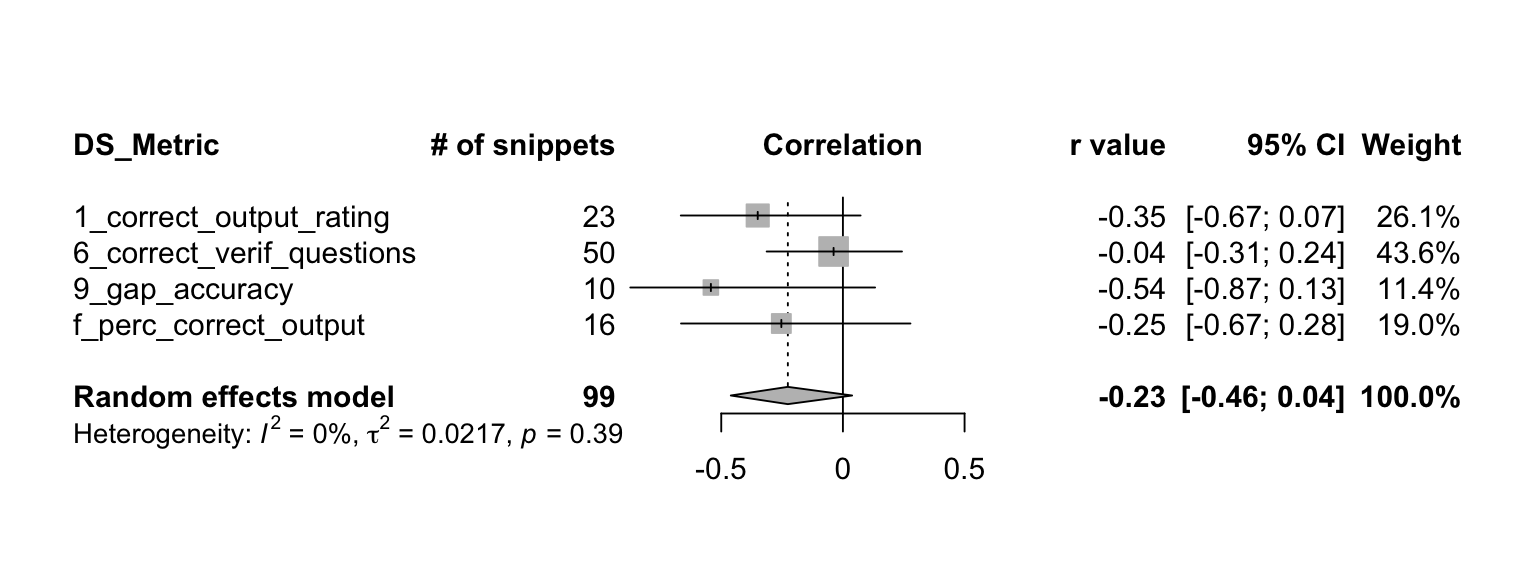 DS_Metric # of snippets Correlation r value 95% CI Weight
1_correct_output_rating 23 -0.35 [-0.67; 0.07] 26.1%
6_correct_verif_questions 50 -0.04 [-0.31; 0.24] 43.6%
9_gap_accuracy 10 -0.54 [-0.87; 0.13] 11.4%
f_perc_correct_output 16 -0.25 [-0.67; 0.28] 19.0%
Random effects model 99 -0.23 [-0.46; 0.04] 100.0%
Heterogeneity: I² = 0%, τ² = 0.0217, p = 0.39
-0.5 0 0.5